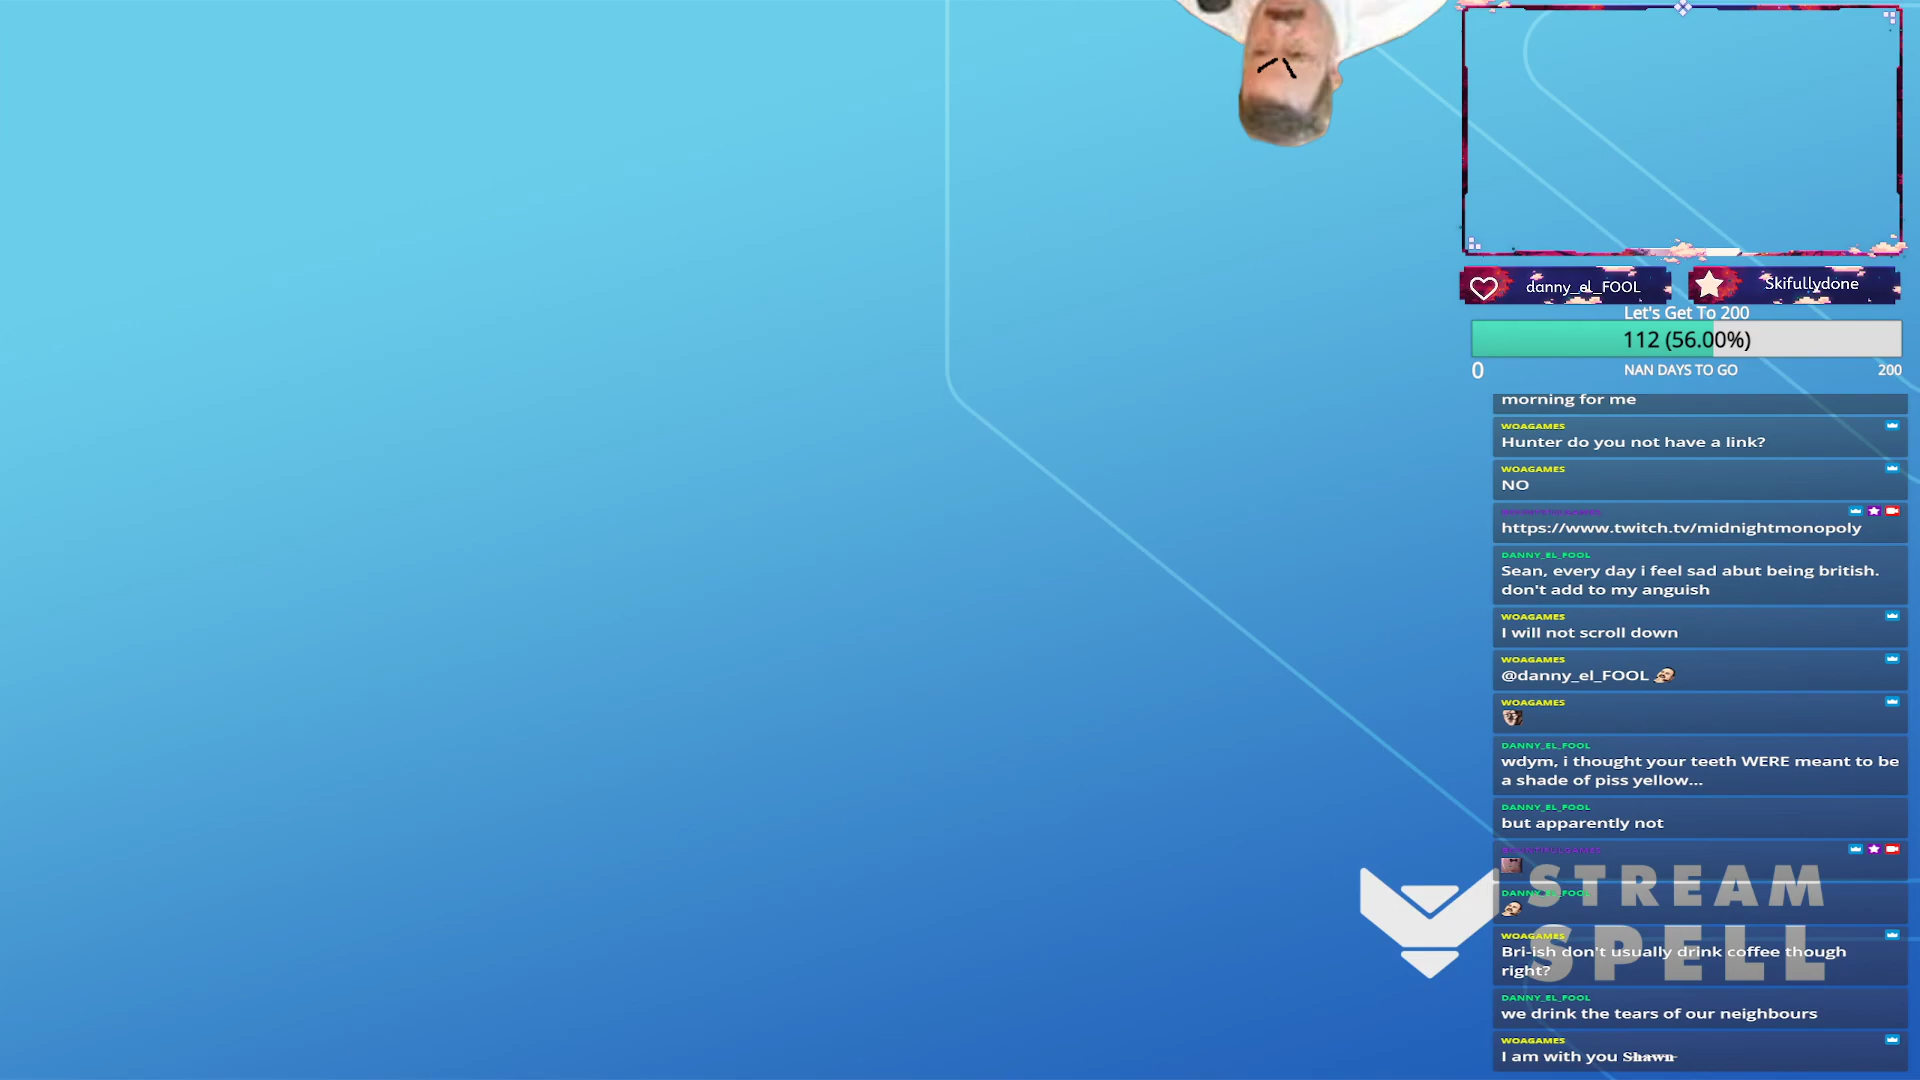 danny_el_FOOL
Skifullydone
Let's Get To 200
112 (56.00%)
0
NAN DAYS TO GO
200
morning for me
WOAGAMES
Hunter do you not have a link?
WOAGAMES
NO
https://www.twitch.tv/midnightmonopoly
DANNY_EL_FOOL
Sean, every day i feel sad abut being british.
don't add to my anguish
WOAGAMES
I will not scroll down
WOAGAMES
@danny_el_FOOL
WOAGAMES
DANNY_EL_FOOL
wdym, i thought your teeth WERE meant to be
a shade of piss yellow...
DANNY_EL_FOOL
but apparently not
DANNY_EL_FOOL
WOAGAMES
Bri-ish don't usually drink coffee though
right?
DANNY_EL_FOOL
we drink the tears of our neighbours
WOAGAMES
I am with you Shawn
STREAM
SPELL